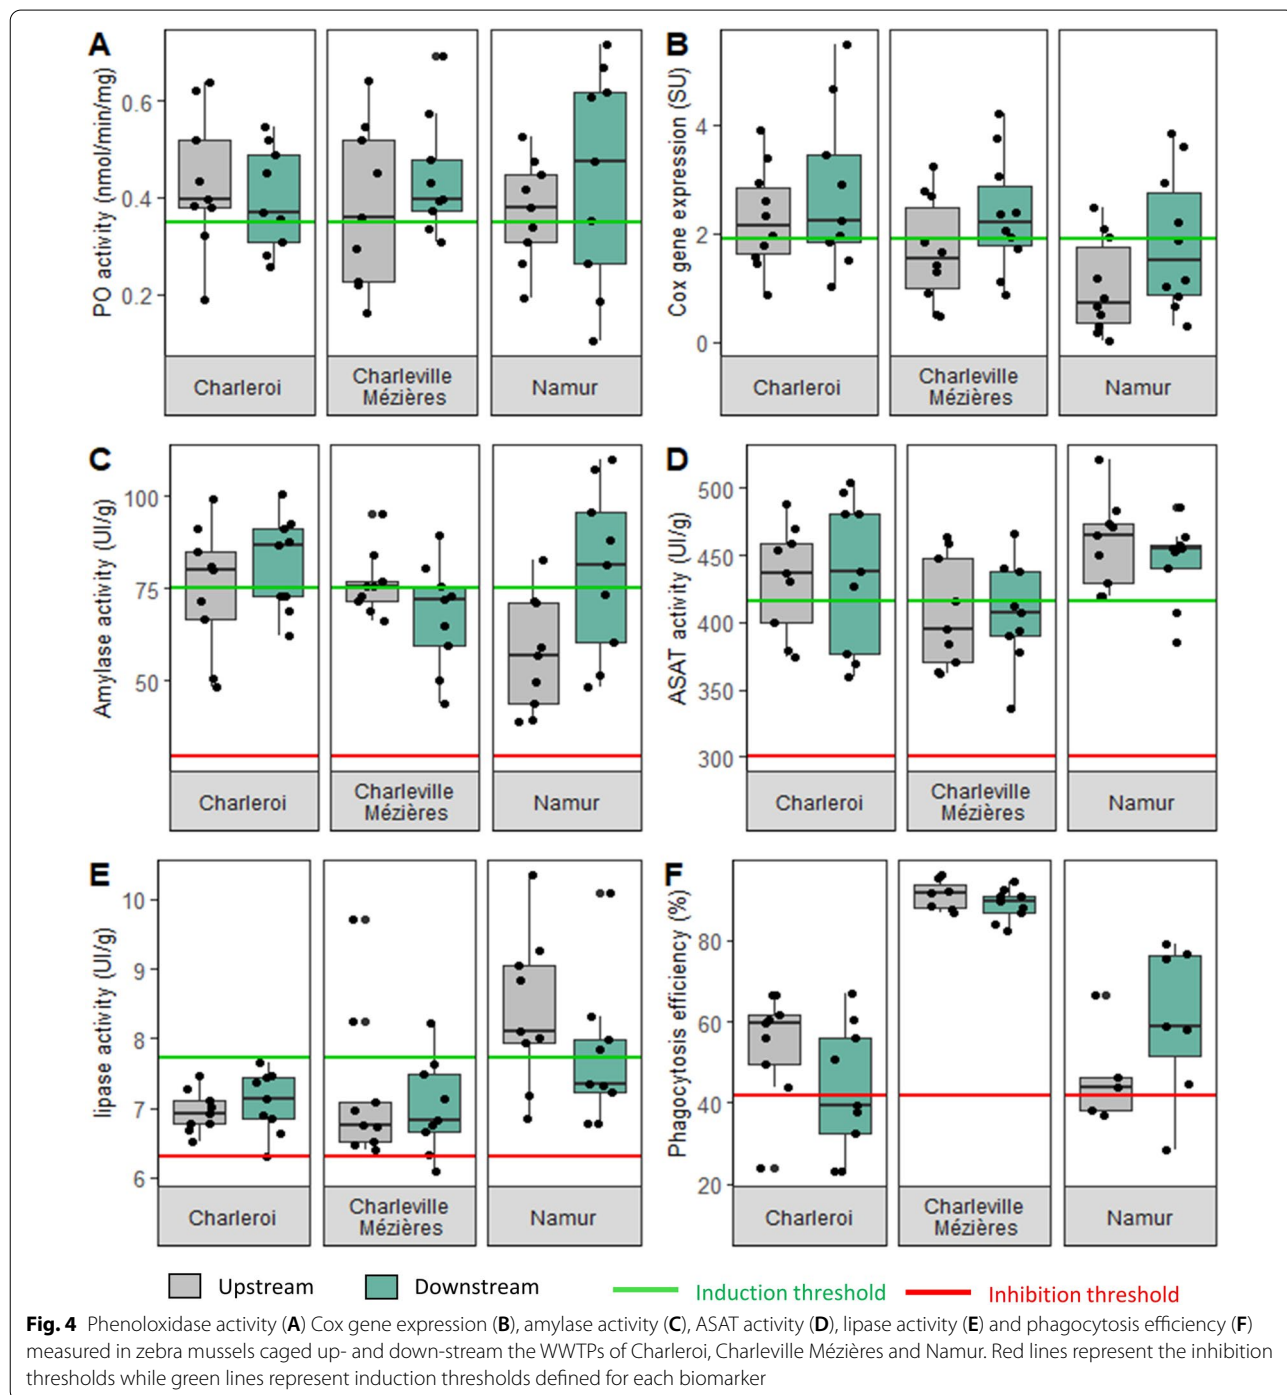 A
PO activity (nmol/min/mg)
0.6
0.4
0.2
Charleroi
Charleville
Mézières
Namur
B
Cox gene expression (SU)
4
2
0
Charleroi
Charleville
Mézières
Namur
C
Amylase activity (UI/g)
100
75
50
Charleroi
Charleville
Mézières
Namur
D
ASAT activity (UI/g)
500
450
400
350
300
Charleroi
Charleville
Mézières
Namur
E
lipase activity (UI/g)
10
9
8
7
6
Charleroi
Charleville
Mézières
Namur
F
Phagocytosis efficiency (%)
80
60
40
20
Charleroi
Charleville
Mézières
Namur
Upstream Downstream Induction threshold Inhibition threshold
Fig. 4 Phenoloxidase activity (A) Cox gene expression (B), amylase activity (C), ASAT activity (D), lipase activity (E) and phagocytosis efficiency (F)
measured in zebra mussels caged up- and down-stream the WWTPs of Charleroi, Charleville Mézières and Namur. Red lines represent the inhibition
thresholds while green lines represent induction thresholds defined for each biomarker